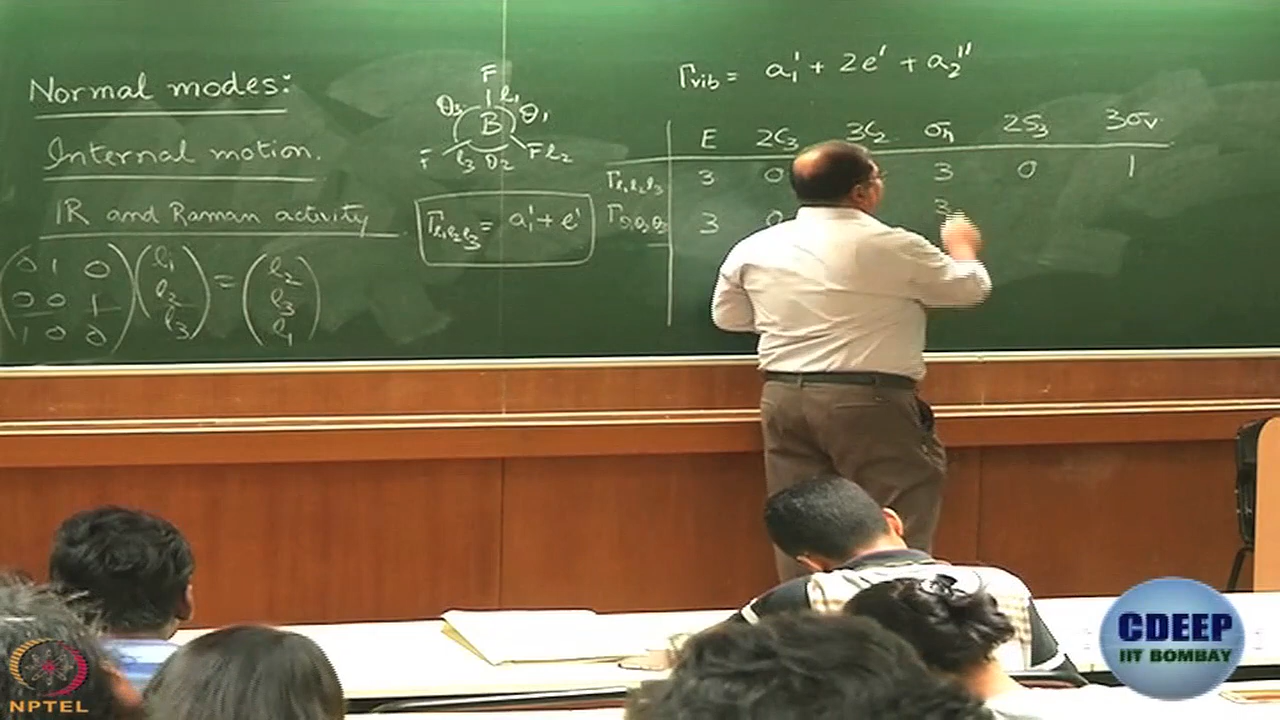 Normal modes:
Internal motion.
IR and Raman activity
0 1 0
0 0 1
1 0 0
l₁
l₂
l₃
=
l₂
l₃
l₁
F
θ₃ l₁ θ₁
B
F l₃ θ₂ F l₂
Γl₁l₂l₃ = a₁' + e'
Γvib = a₁' + 2e' + a₂''
E 2C₃ 3C₂ σh 2S₃ 3σv
Γl₁l₂l₃ 3 0 3 0 1
Γθ₁θ₂θ₃ 3 0 3
NPTEL
CDEEP
IIT BOMBAY